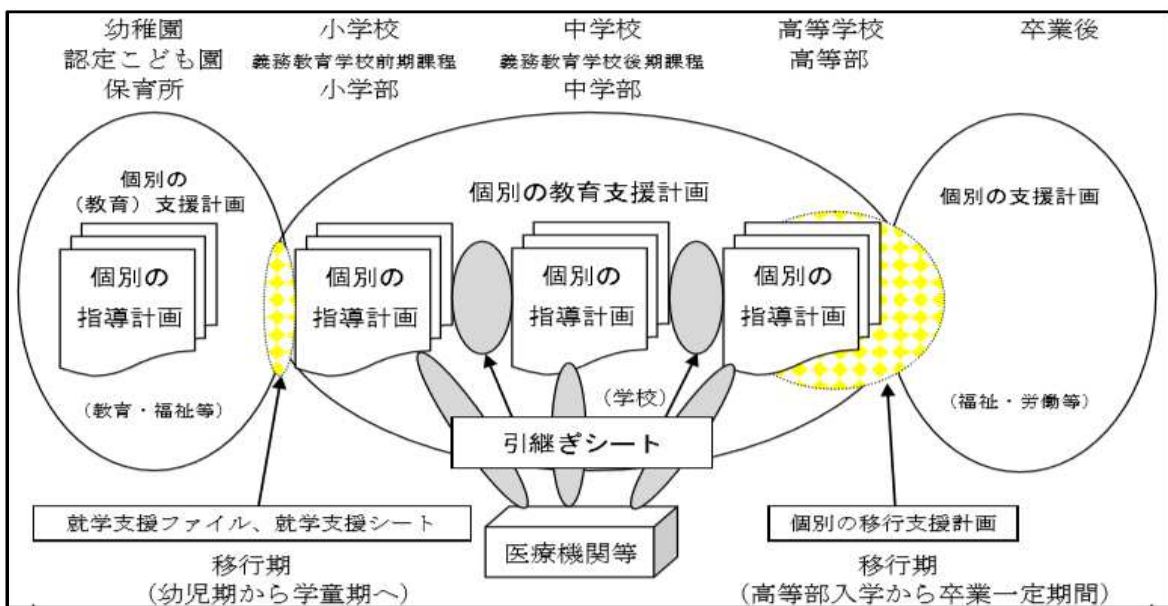 幼稚園
認定こども園
保育所
小学校
義務教育学校前期課程
小学部
中学校
義務教育学校後期課程
中学部
高等学校
高等部
卒業後
個別の
（教育）支援計画
個別の
指導計画
（教育・福祉等）
個別の教育支援計画
個別の
指導計画
個別の
指導計画
個別の
指導計画
（学校）
個別の支援計画
（福祉・労働等）
引継ぎシート
就学支援ファイル、就学支援シート
移行期
(幼児期から学童期へ)
医療機関等
個別の移行支援計画
移行期
(高等部入学から卒業一定期間)